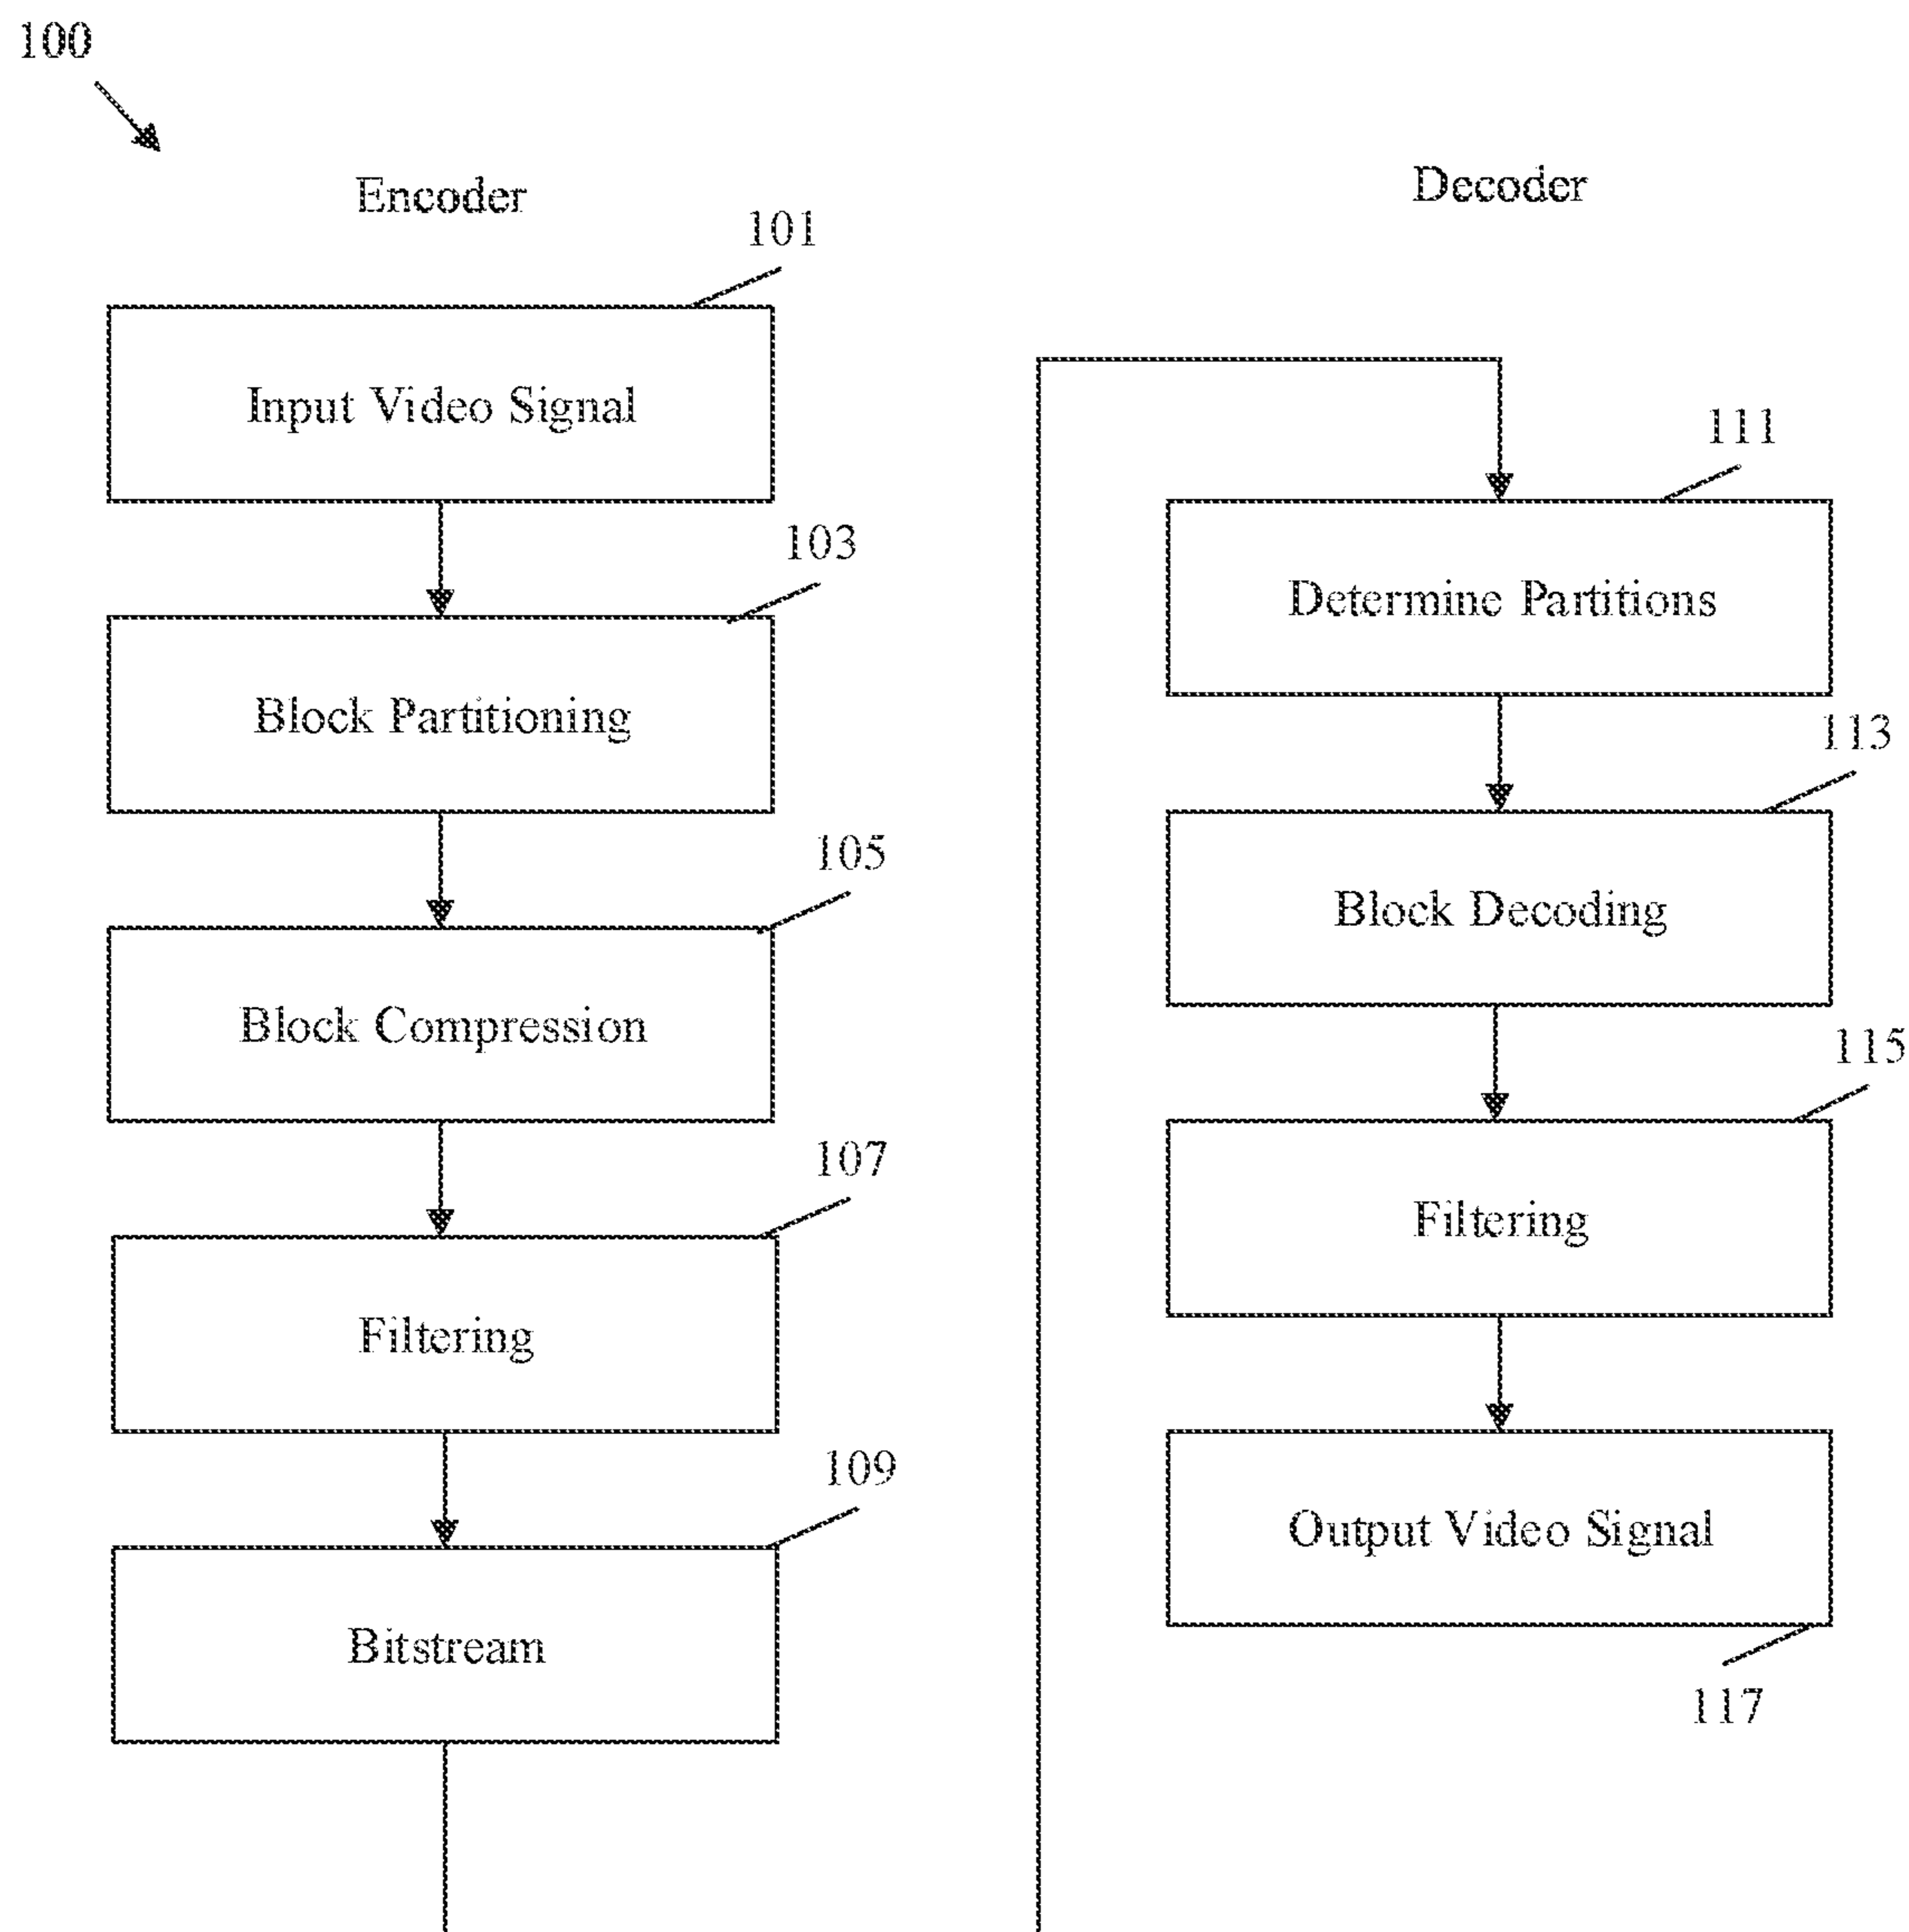 100
Encoder
101
Input Video Signal
103
Block Partitioning
105
Block Compression
107
Filtering
109
Bitstream
Decoder
111
Determine Partitions
113
Block Decoding
115
Filtering
Output Video Signal
117